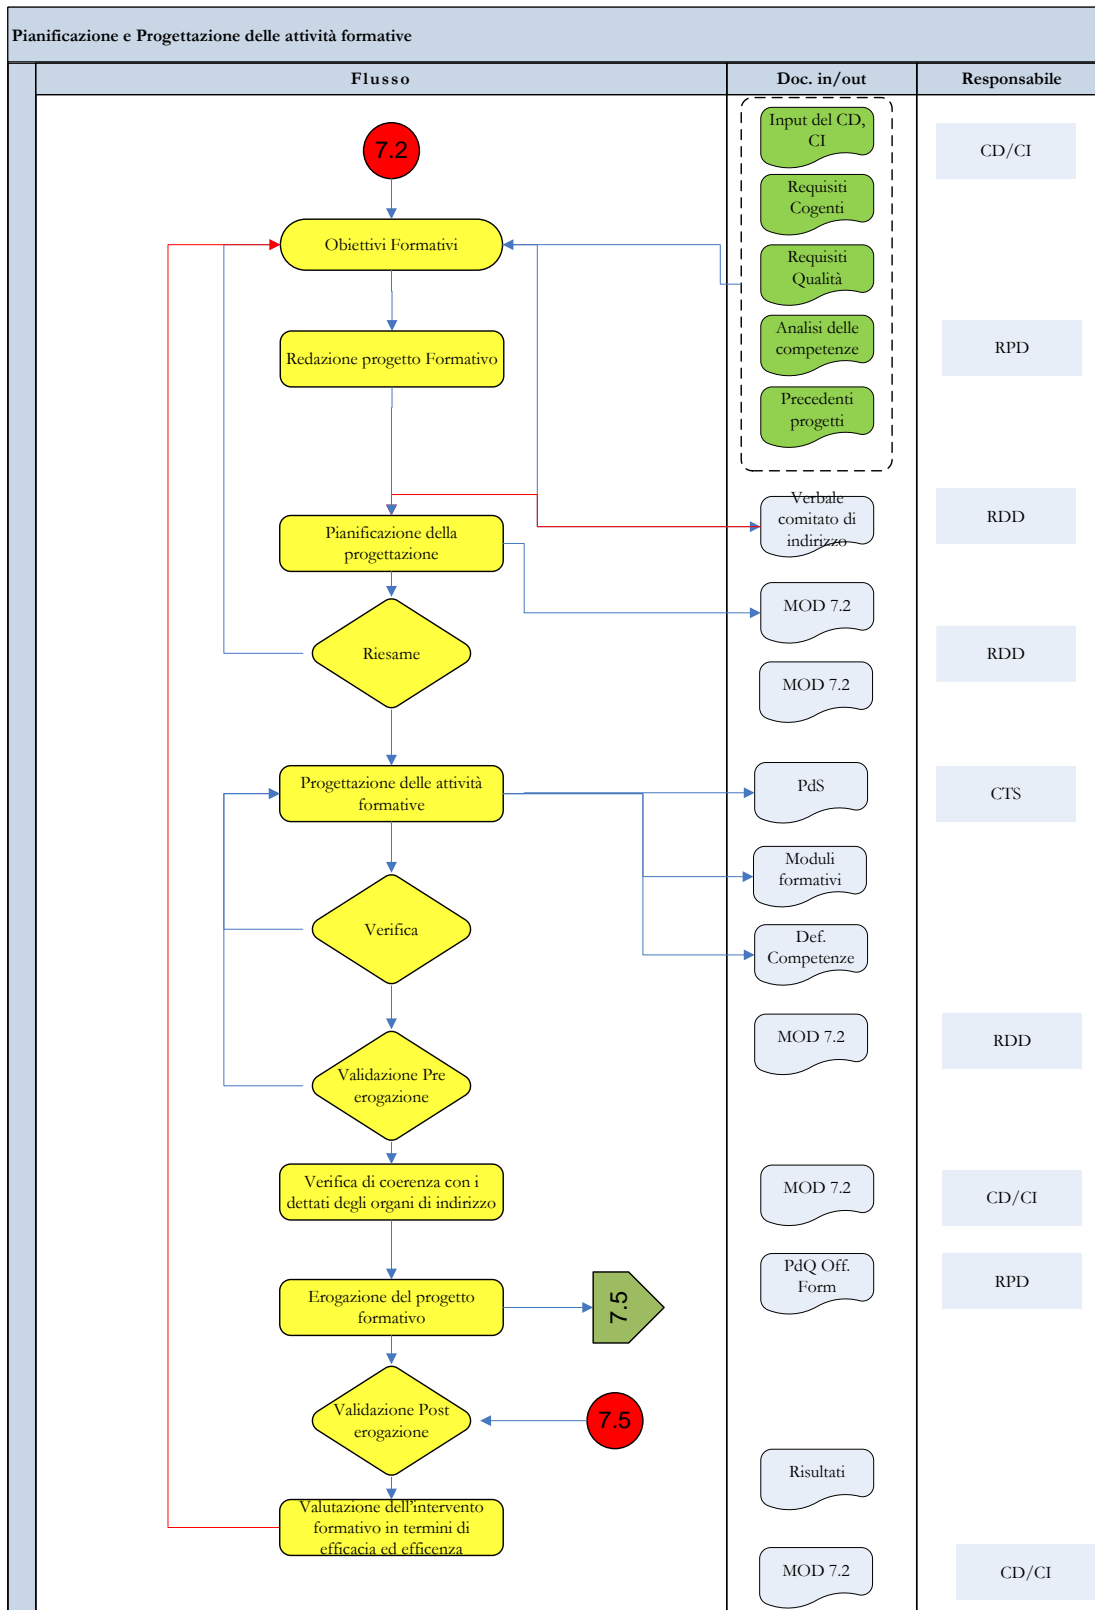 Pianificazione e Progettazione delle attività formative
Flusso
Doc. in/out
Responsabile
7.2
Input del CD,
CI
CD/CI
Requisiti
Cogenti
Obiettivi Formativi
Requisiti
Qualità
Redazione progetto Formativo
Analisi delle
competenze
RPD
Precedenti
progetti
Pianificazione della
progettazione
Verbale
comitato di
indirizzo
RDD
MOD 7.2
Riesame
RDD
MOD 7.2
Progettazione delle attività
formative
PdS
CTS
Moduli
formativi
Verifica
Def.
Competenze
MOD 7.2
RDD
Validazione Pre
erogazione
Verifica di coerenza con i
dettati degli organi di indirizzo
MOD 7.2
CD/CI
Erogazione del progetto
formativo
7.5
PdQ Off.
Form
RPD
Validazione Post
erogazione
7.5
Risultati
Valutazione dell'intervento
formativo in termini di
efficacia ed efficenza
MOD 7.2
CD/CI